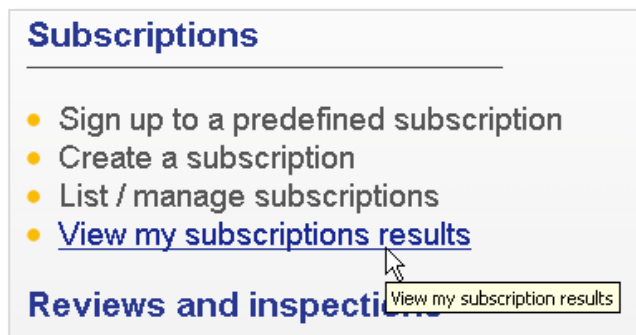 Subscriptions
Sign up to a predefined subscription
Create a subscription
List / manage subscriptions
View my subscriptions results
View my subscription results
Reviews and